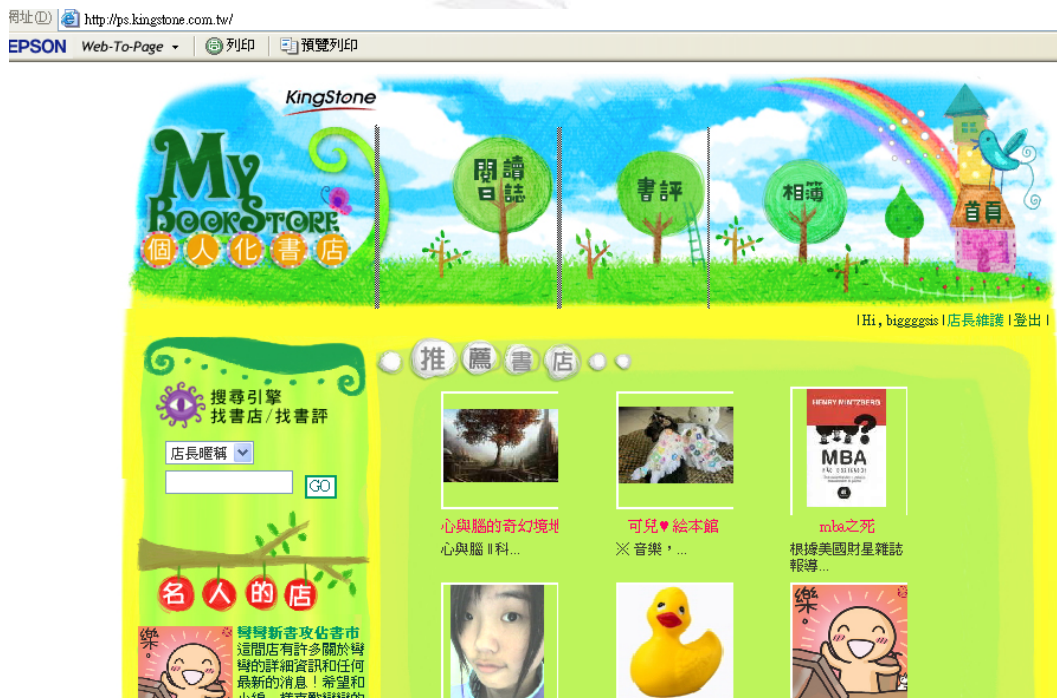 網址(D) http://ps.kingstone.com.tw/
EPSON Web-To-Page 列印 預覽列印
KingStone
My
BookStore
個人化書店
閱讀
日誌
書評
相簿
首頁
| Hi , biggggsis | 店長維護 | 登出 |
推薦書店
搜尋引擎
找書店/找書評
店長暱稱
GO
HENRY MINTZBERG
MBA
心與腦的奇幻境地
心與腦 ‖科...
可兒♥絵本館
※ 音樂，...
mba之死
根據美國財星雜誌
報導...
名人的店
樂。
彎彎新書攻佔書市
這間店有許多關於彎
彎的詳細資訊和任何
最新的消息！希望和
樂。